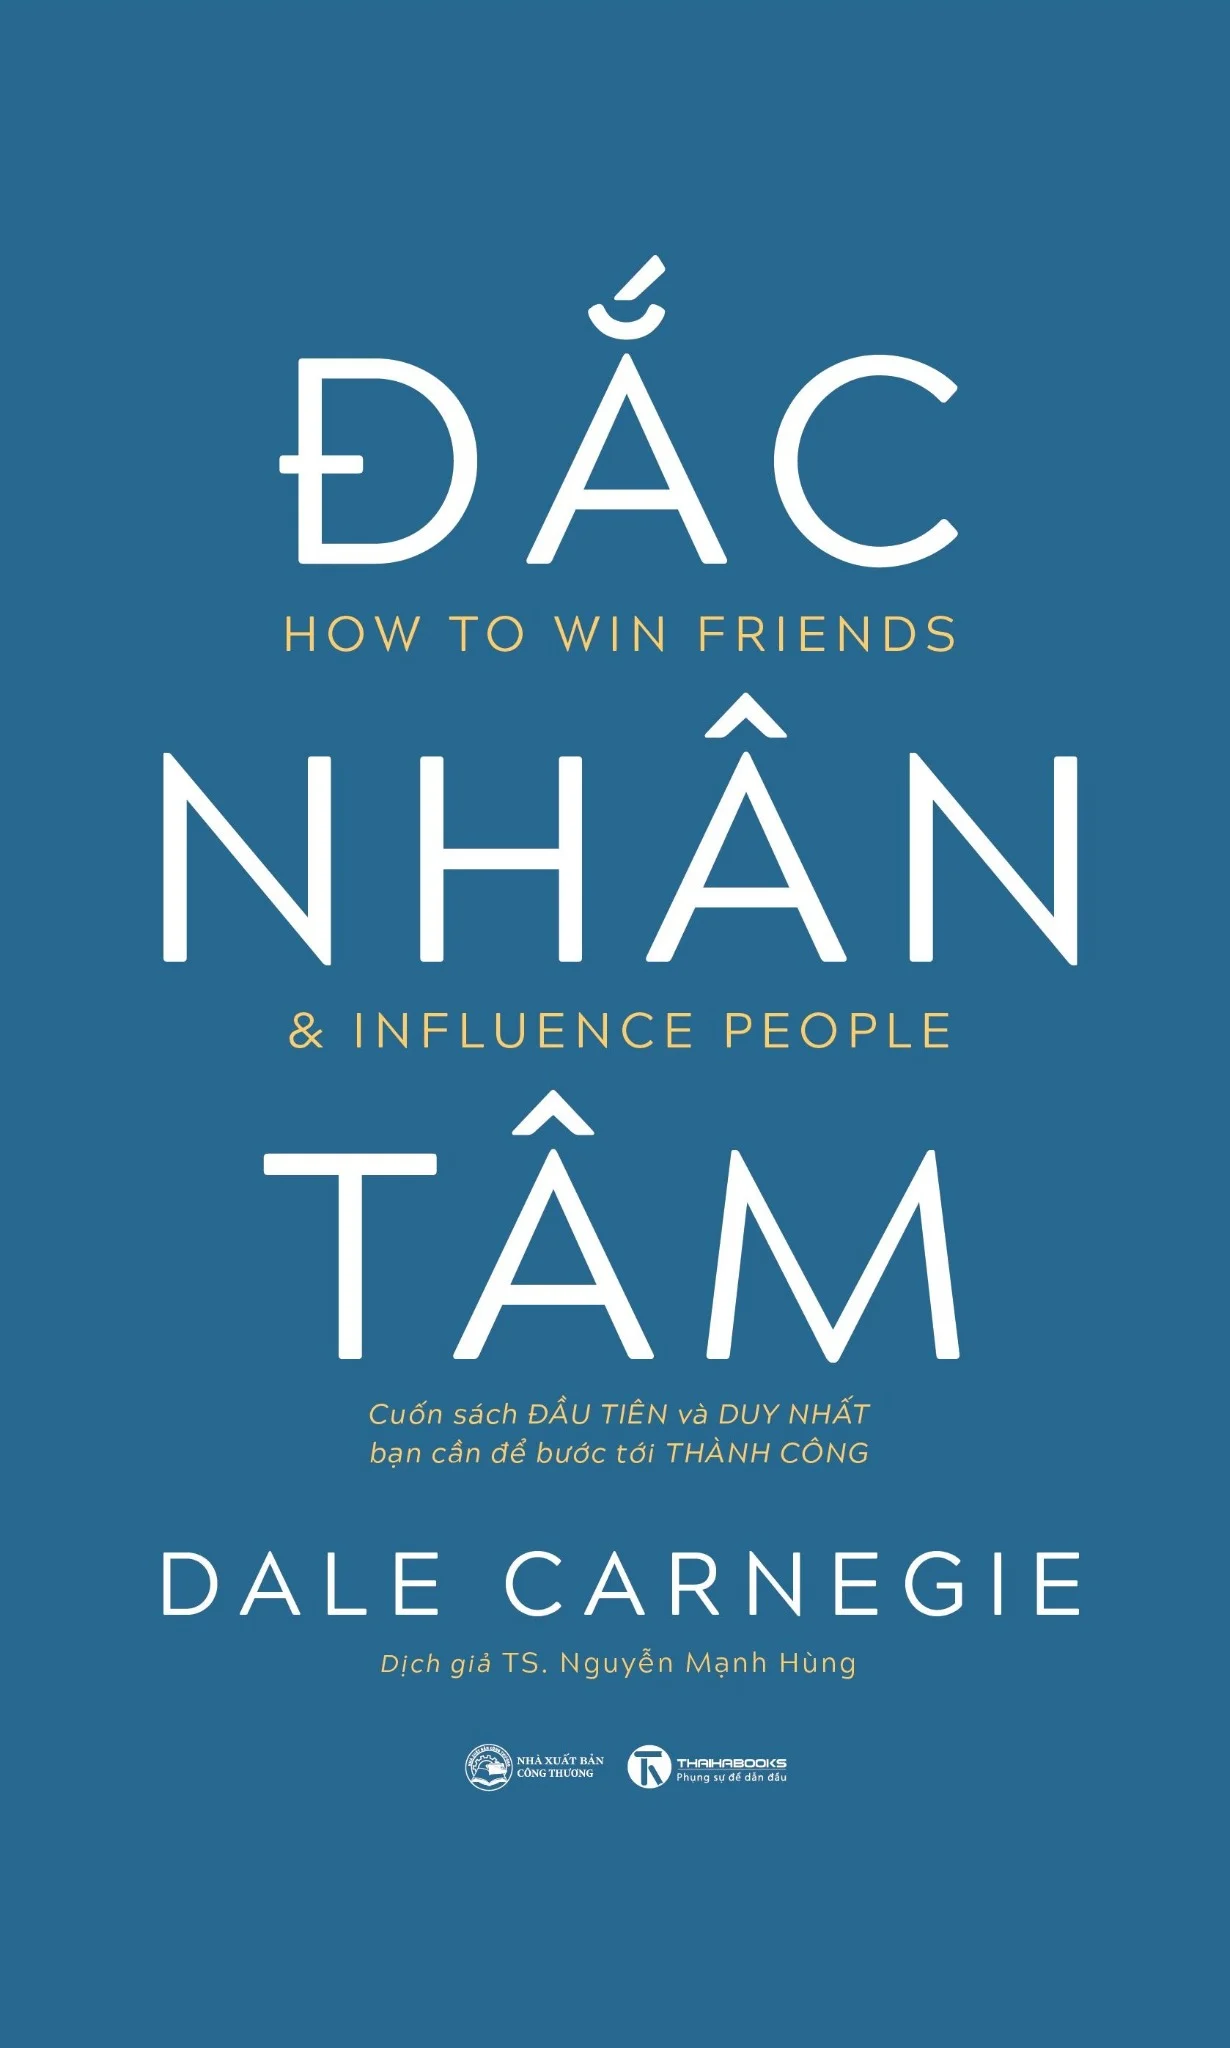 ĐẮC
HOW TO WIN FRIENDS
NHÂN
& INFLUENCE PEOPLE
TÂM
Cuốn sách ĐẦU TIÊN và DUY NHẤT
bạn cần để bước tới THÀNH CÔNG
DALE CARNEGIE
Dịch giả TS. Nguyễn Mạnh Hùng
NHÀ XUẤT BẢN
CÔNG THƯƠNG
THAIHABOOKS
Phụng sự để dẫn đầu